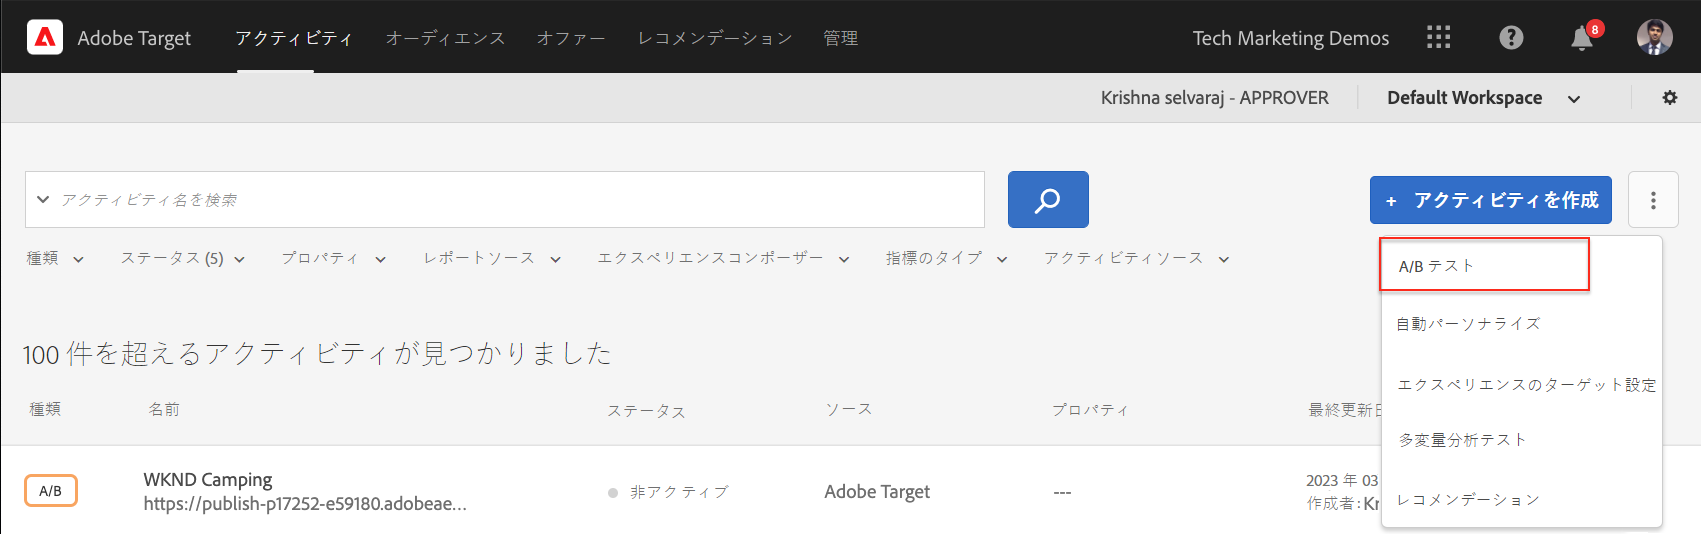 Adobe Target アクティビティ オーディエンス オファー レコメンデーション 管理 Tech Marketing Demos 8
Krishna selvaraj - APPROVER Default Workspace
アクティビティ名を検索 + アクティビティを作成
種類 ステータス (5) プロパティ レポートソース エクスペリエンスコンポーザー 指標のタイプ アクティビティソース
A/B テスト
自動パーソナライズ
エクスペリエンスのターゲット設定
多変量分析テスト
レコメンデーション
100 件を超えるアクティビティが見つかりました
種類 名前 ステータス ソース プロパティ 最終更新日
A/B WKND Camping 非アクティブ Adobe Target --- 2023 年 03
https://publish-p17252-e59180.adobeae... 作成者: Kr